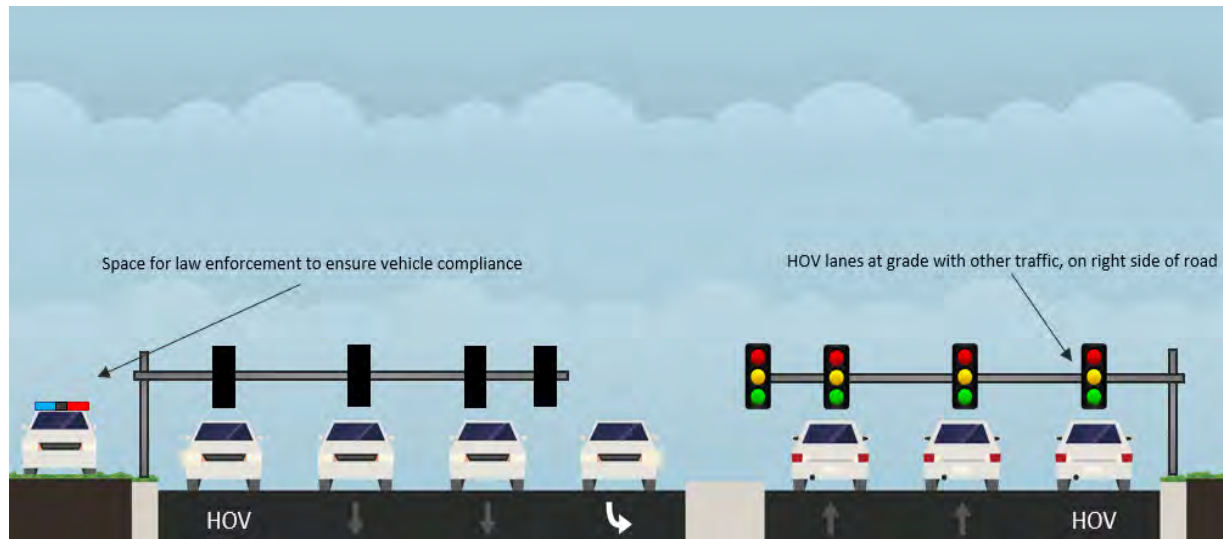 Space for law enforcement to ensure vehicle compliance
HOV lanes at grade with other traffic, on right side of road
HOV
HOV